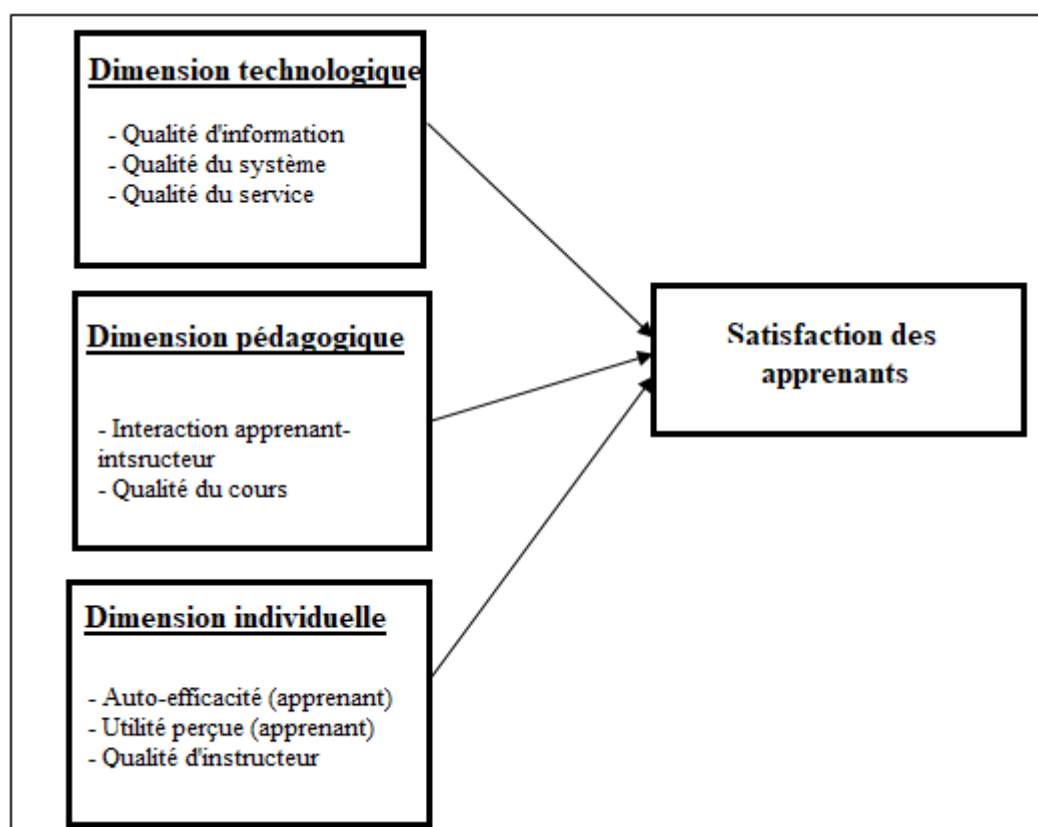 Dimension technologique
- Qualité d'information
- Qualité du système
- Qualité du service
Dimension pédagogique
- Interaction apprenant-
intsructeur
- Qualité du cours
Dimension individuelle
- Auto-efficacité (apprenant)
- Utilité perçue (apprenant)
- Qualité d'instructeur
Satisfaction des
apprenants